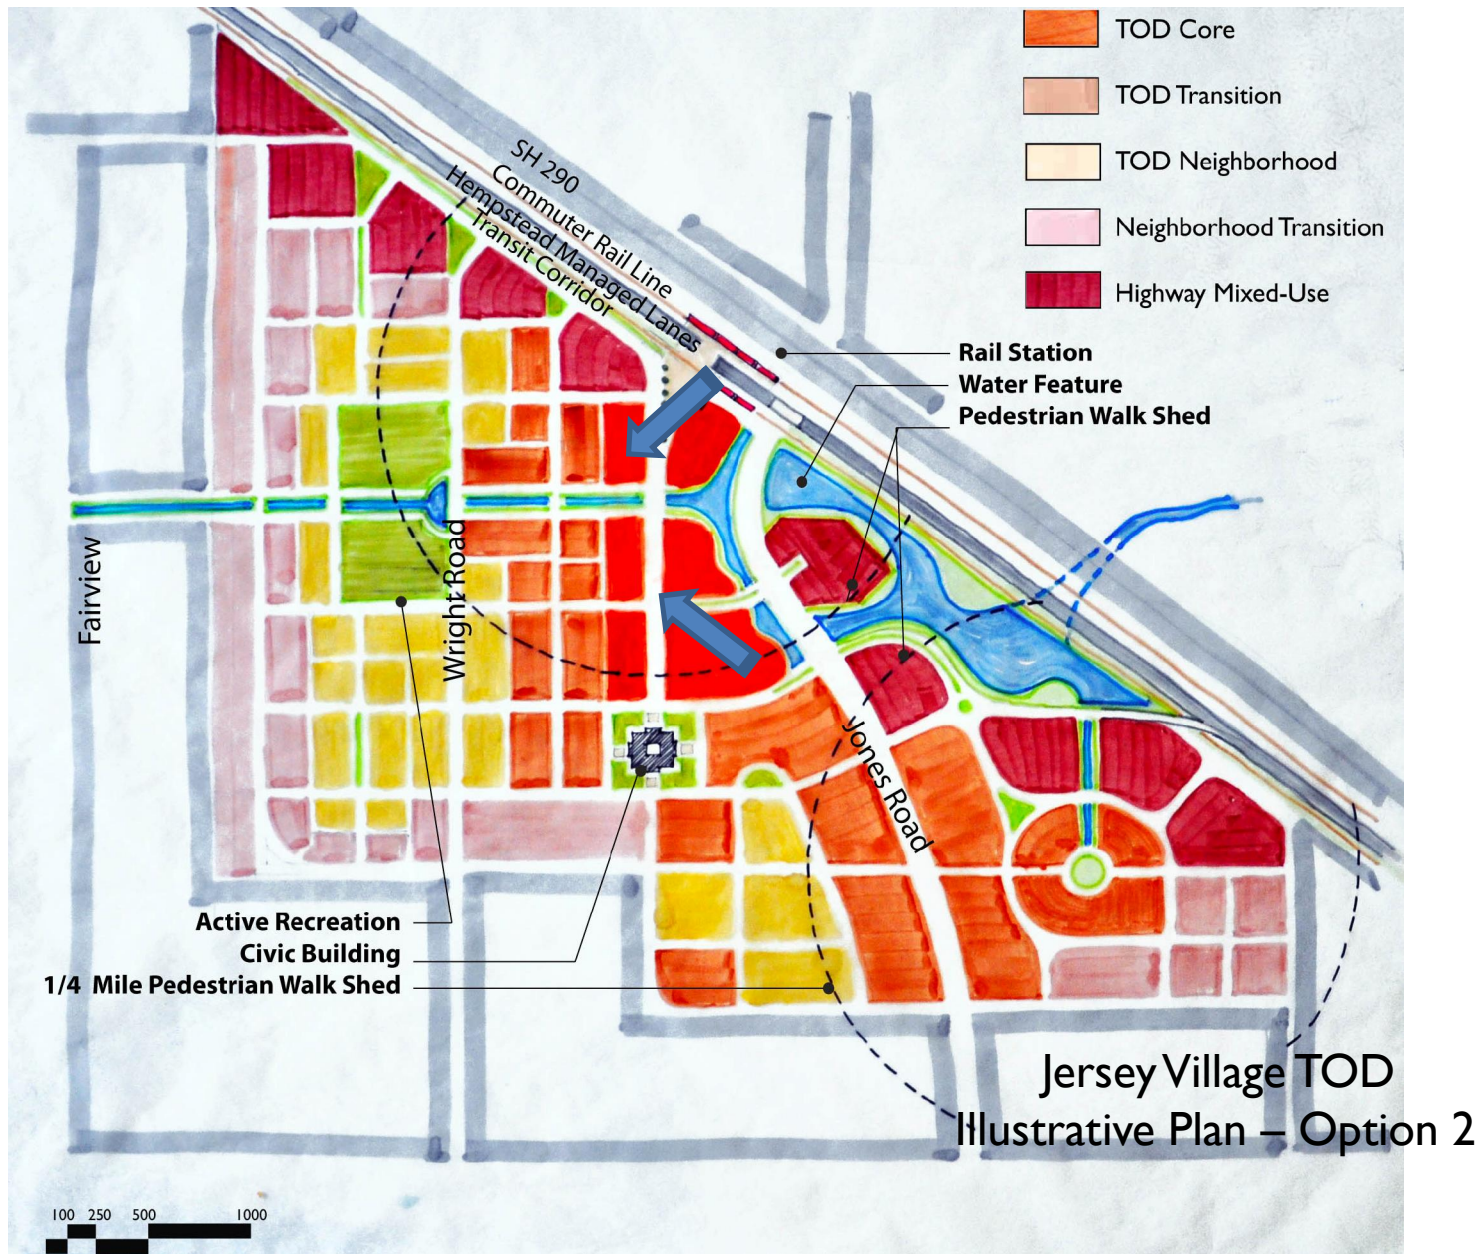 TOD Core
TOD Transition
TOD Neighborhood
Neighborhood Transition
Highway Mixed-Use
SH 290
Commuter Rail Line
Hempstead Managed Lanes
Transit Corridor
Rail Station
Water Feature
Pedestrian Walk Shed
Fairview
Wright Road
Jones Road
Active Recreation
Civic Building
1/4 Mile Pedestrian Walk Shed
Jersey Village TOD
Illustrative Plan – Option 2
100 250 500 1000